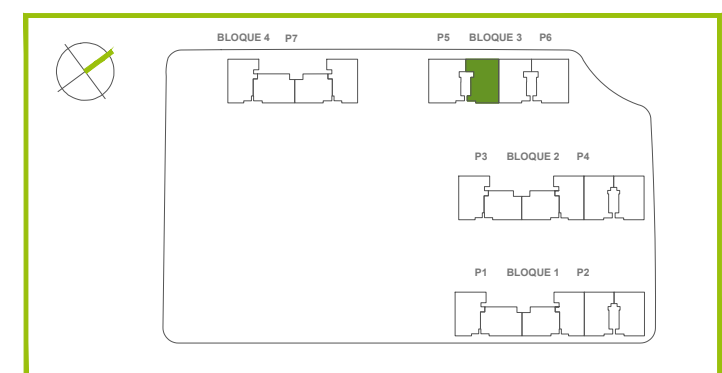 BLOQUE 4 P7
P5 BLOQUE 3 P6
P3 BLOQUE 2 P4
P1 BLOQUE 1 P2